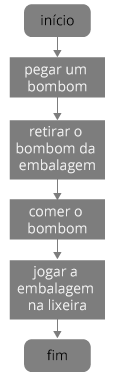 início
pegar um
bombom
retirar o
bombom da
embalagem
comer o
bombom
jogar a
embalagem
na lixeira
fim